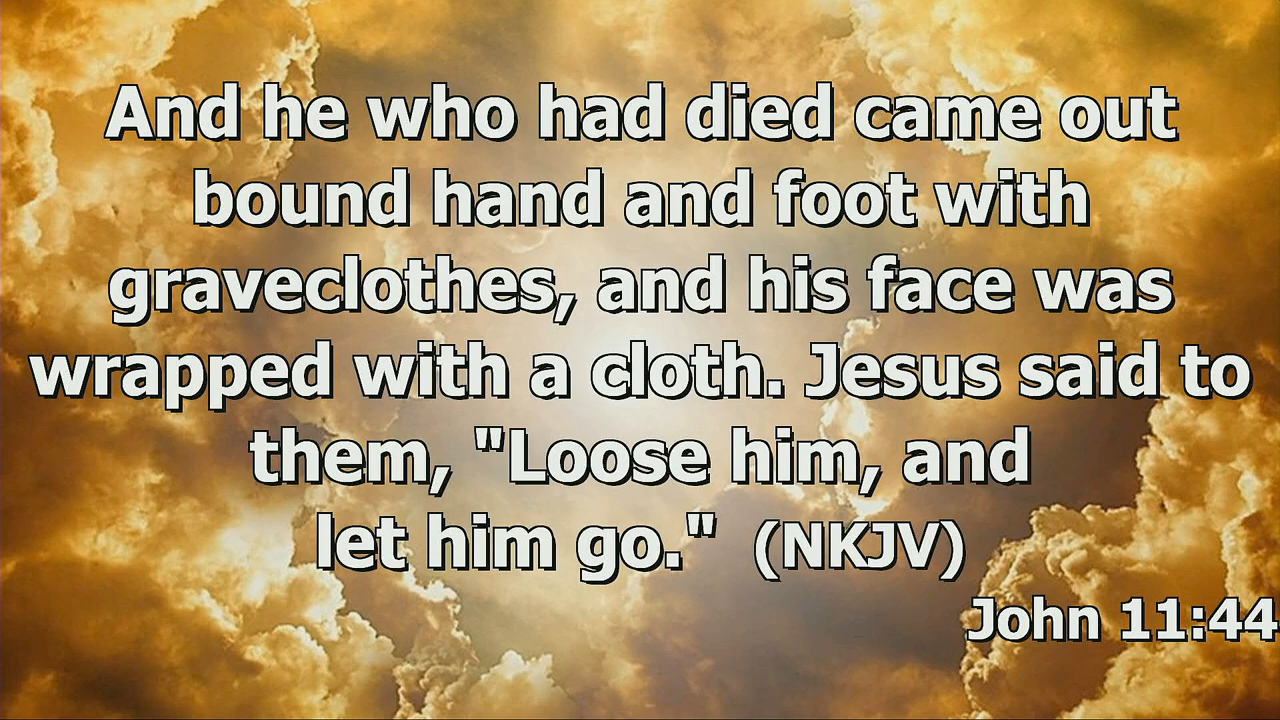 And he who had died came out
bound hand and foot with
graveclothes, and his face was
wrapped with a cloth. Jesus said to
them, "Loose him, and
let him go." (NKJV)
John 11:44